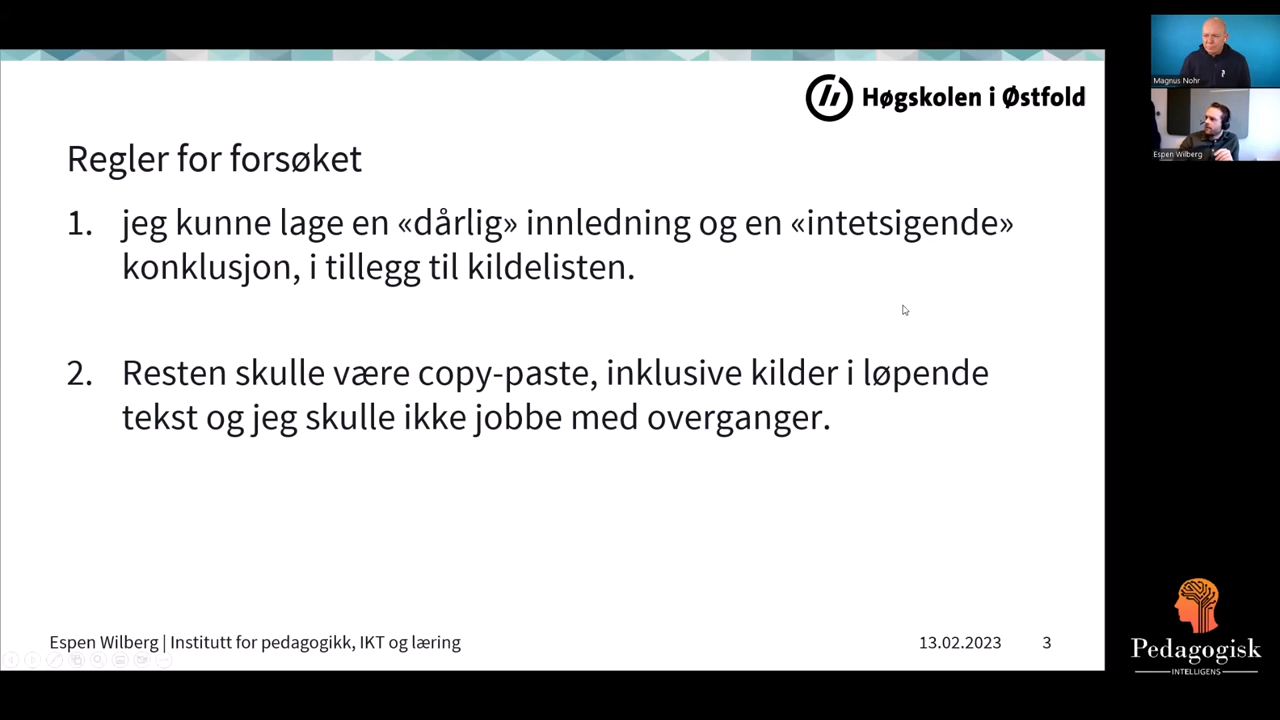 Høgskolen i Østfold
Regler for forsøket
1. jeg kunne lage en «dårlig» innledning og en «intetsigende»
konklusjon, i tillegg til kildelisten.
2. Resten skulle være copy-paste, inklusive kilder i løpende
tekst og jeg skulle ikke jobbe med overganger.
Espen Wilberg | Institutt for pedagogikk, IKT og læring
13.02.2023
3
Magnus Nohr
Espen Wilberg
Pedagogisk
INTELLIGENS